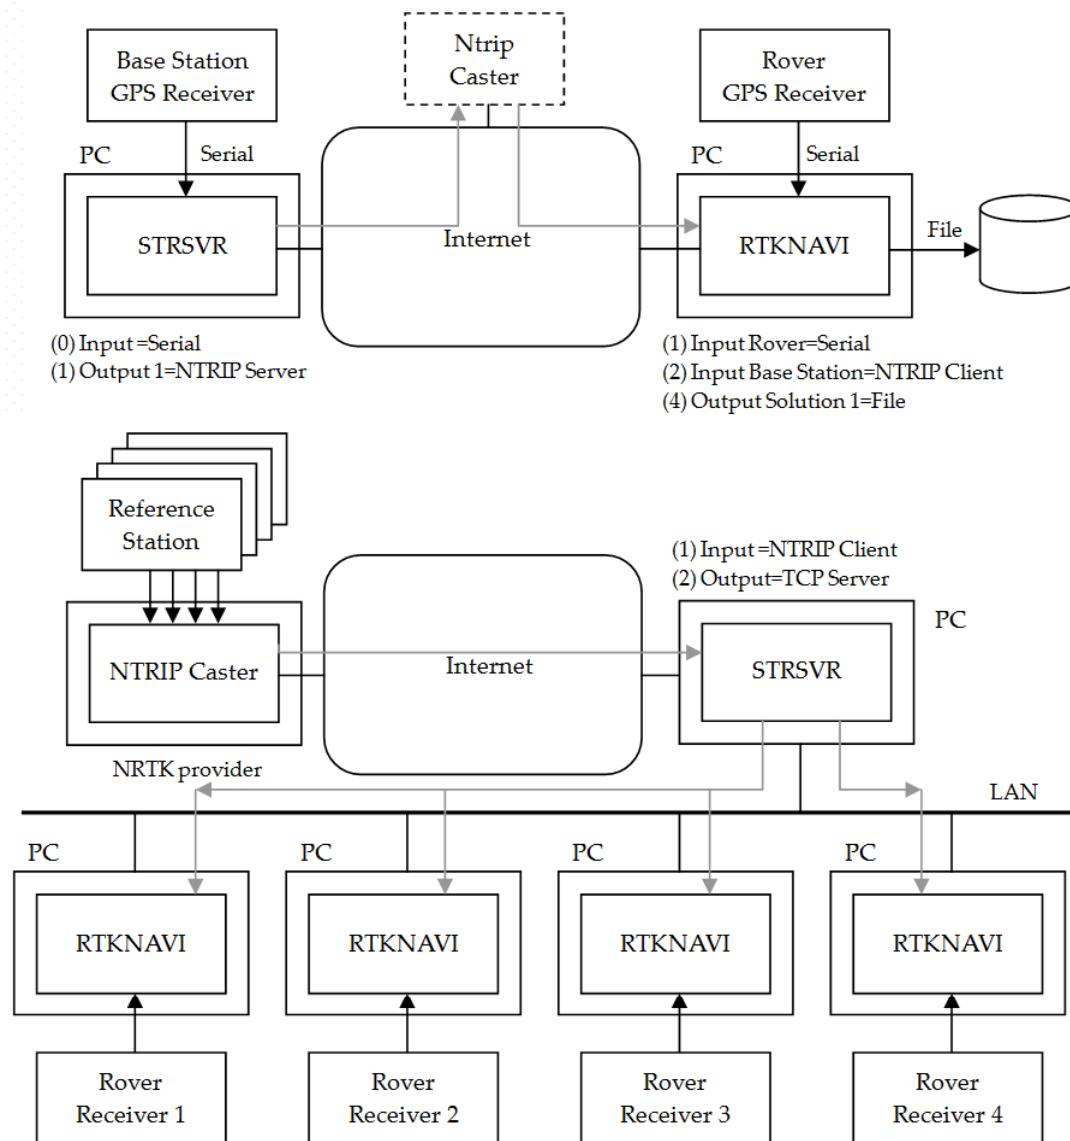 Base Station
GPS Receiver
Ntrip
Caster
Rover
GPS Receiver
PC
Serial
PC
Serial
STRSVR
Internet
RTKNAVI
File
(0) Input =Serial
(1) Output 1=NTRIP Server
(1) Input Rover=Serial
(2) Input Base Station=NTRIP Client
(4) Output Solution 1=File
Reference
Station
(1) Input =NTRIP Client
(2) Output=TCP Server
NTRIP Caster
Internet
STRSVR
PC
NRTK provider
LAN
PC
PC
PC
PC
RTKNAVI
RTKNAVI
RTKNAVI
RTKNAVI
Rover
Receiver 1
Rover
Receiver 2
Rover
Receiver 3
Rover
Receiver 4